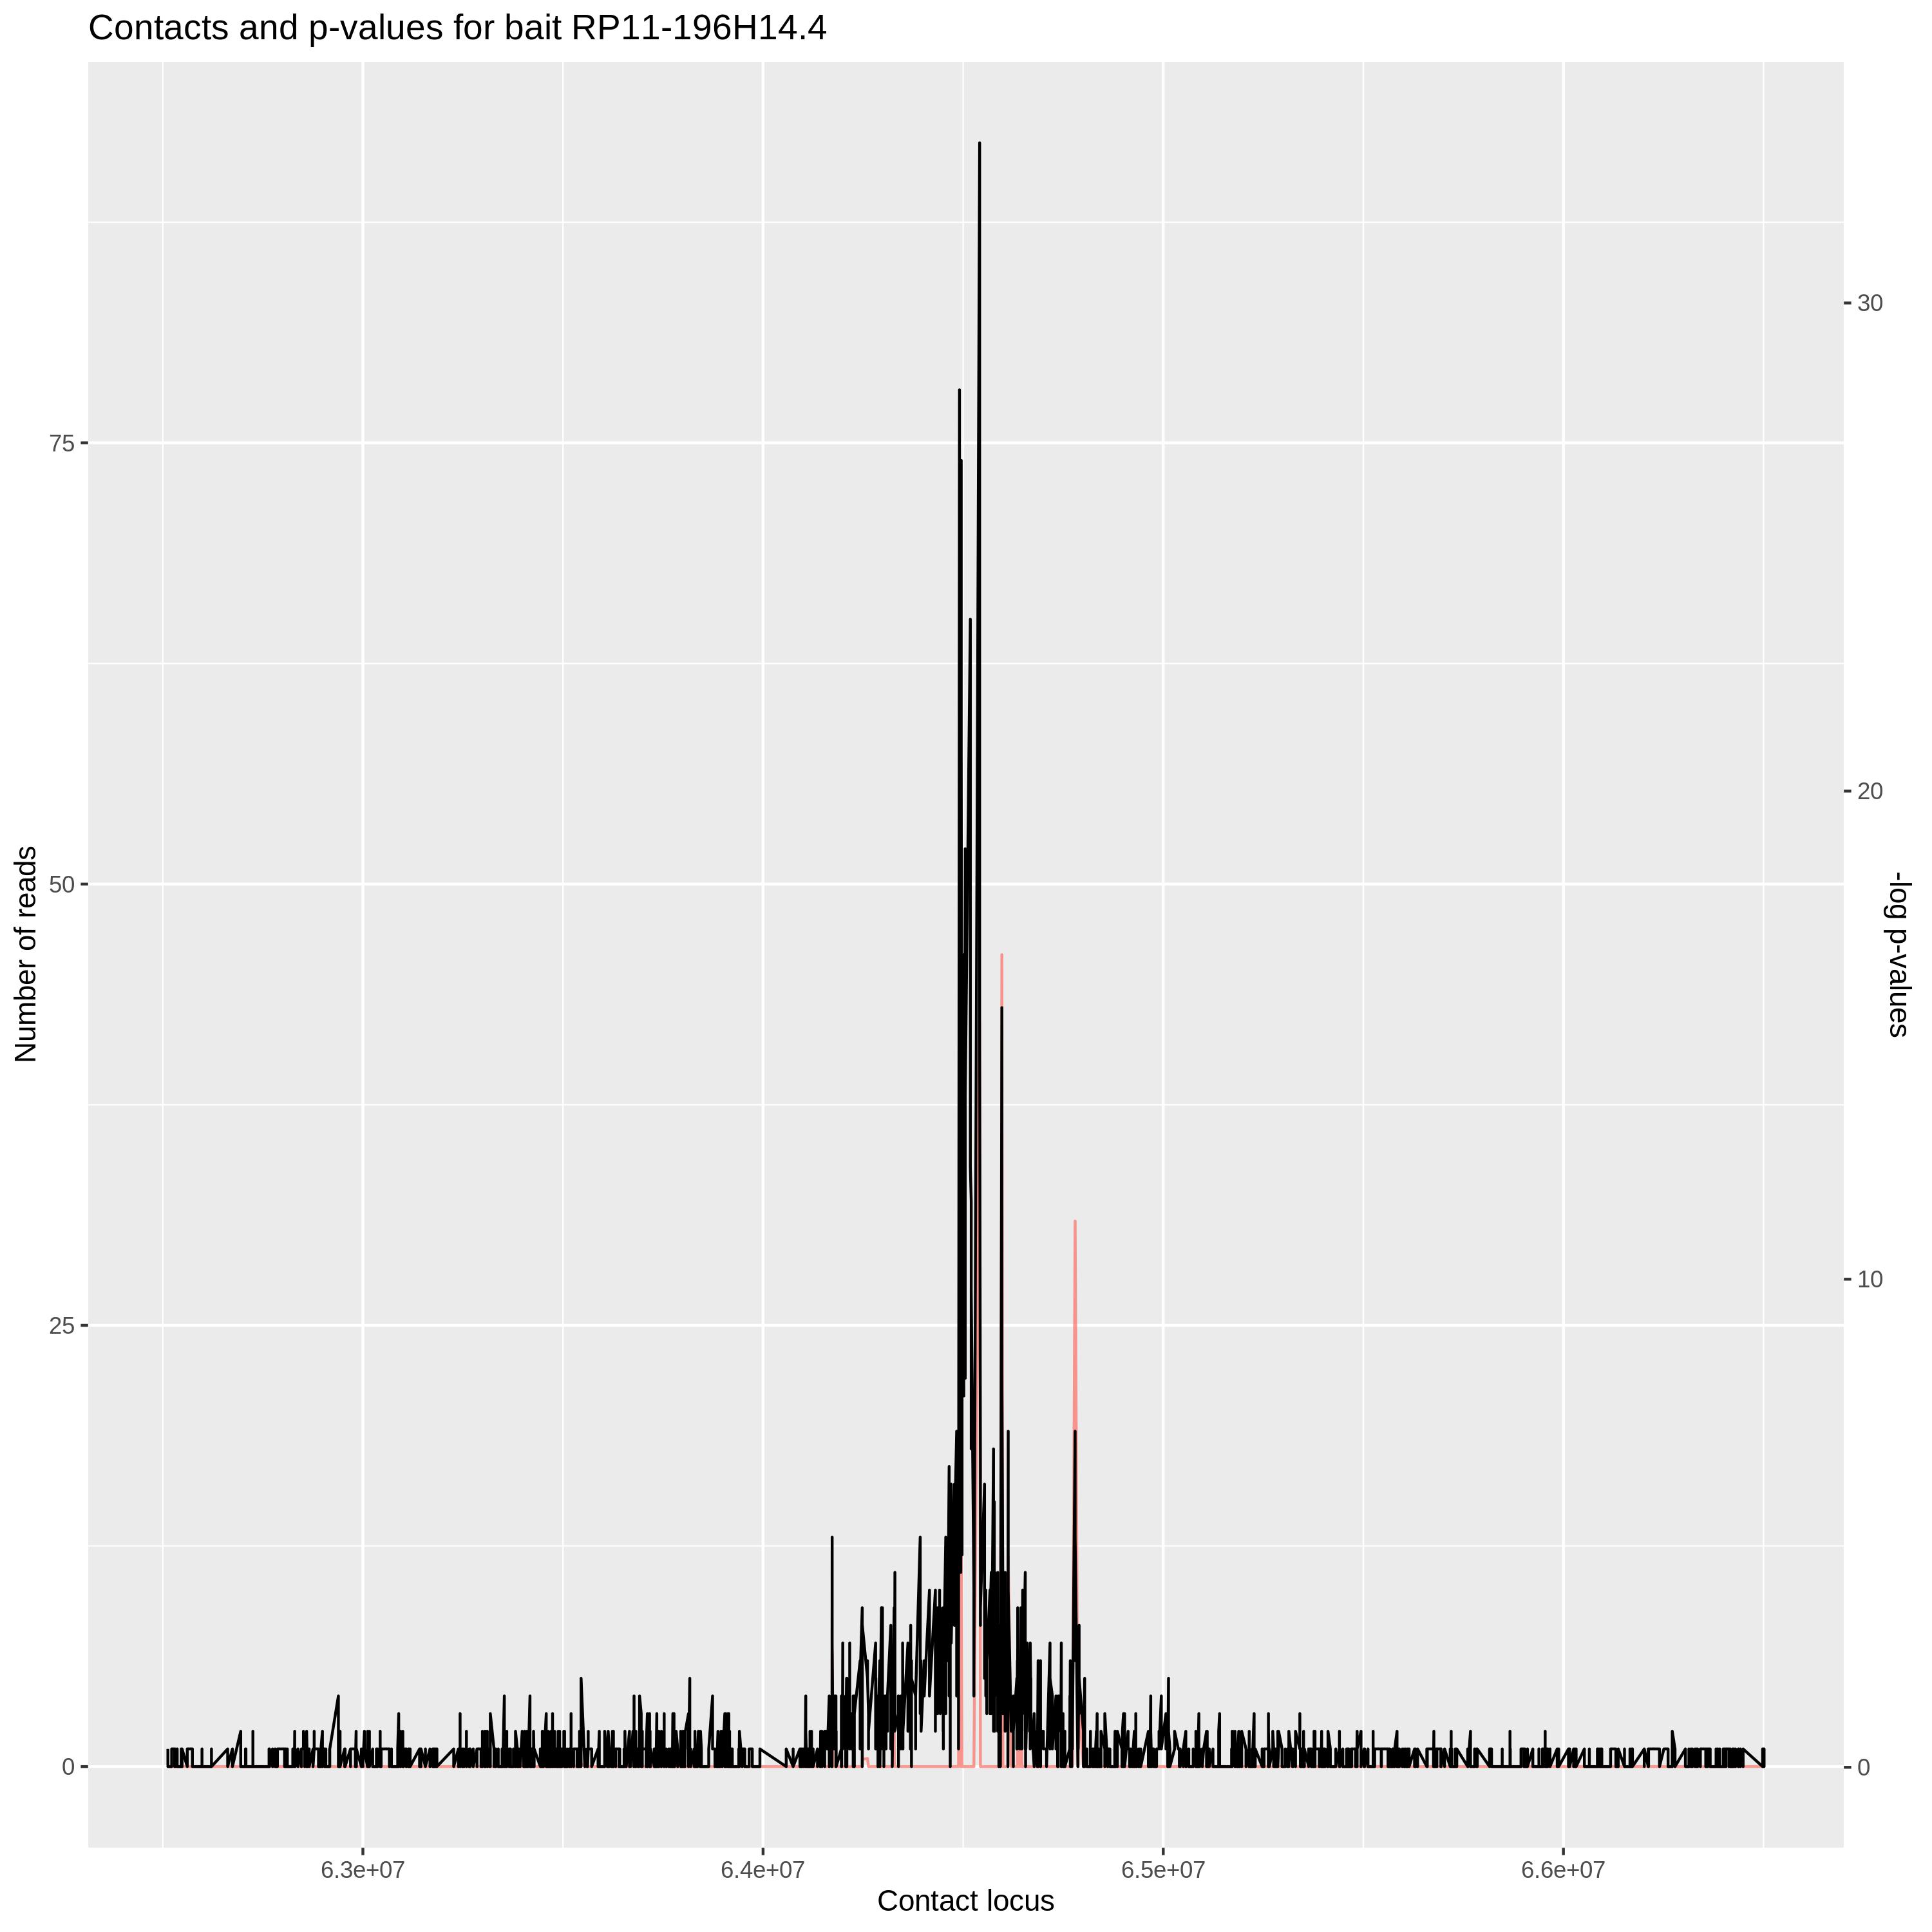 Contacts and p-values for bait RP11-196H14.4
Number of reads
75
50
25
0
30
20
10
0
-log p-values
6.3e+07
6.4e+07
6.5e+07
6.6e+07
Contact locus